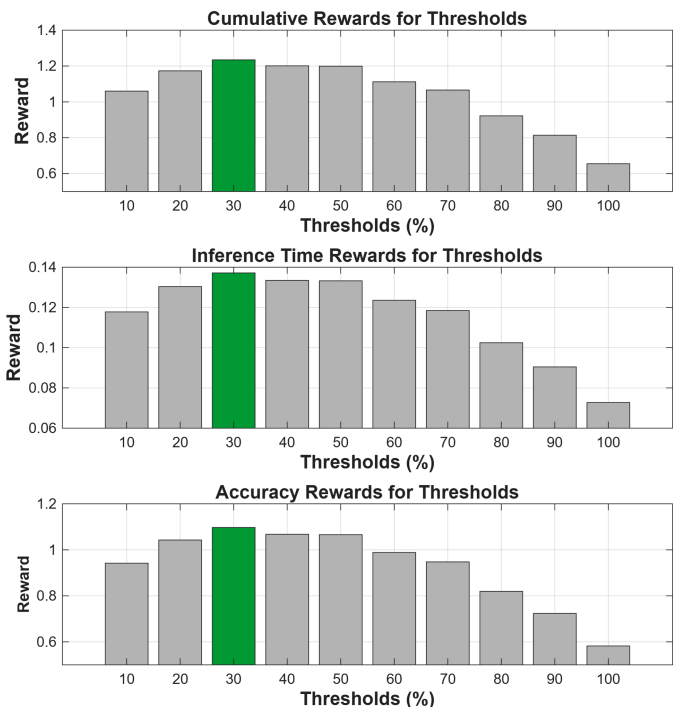 Cumulative Rewards for Thresholds
1.4
1.2
1
0.8
0.6
Reward
10 20 30 40 50 60 70 80 90 100
Thresholds (%)
Inference Time Rewards for Thresholds
0.14
0.12
0.1
0.08
0.06
Reward
10 20 30 40 50 60 70 80 90 100
Thresholds (%)
Accuracy Rewards for Thresholds
1.2
1
0.8
0.6
Reward
10 20 30 40 50 60 70 80 90 100
Thresholds (%)